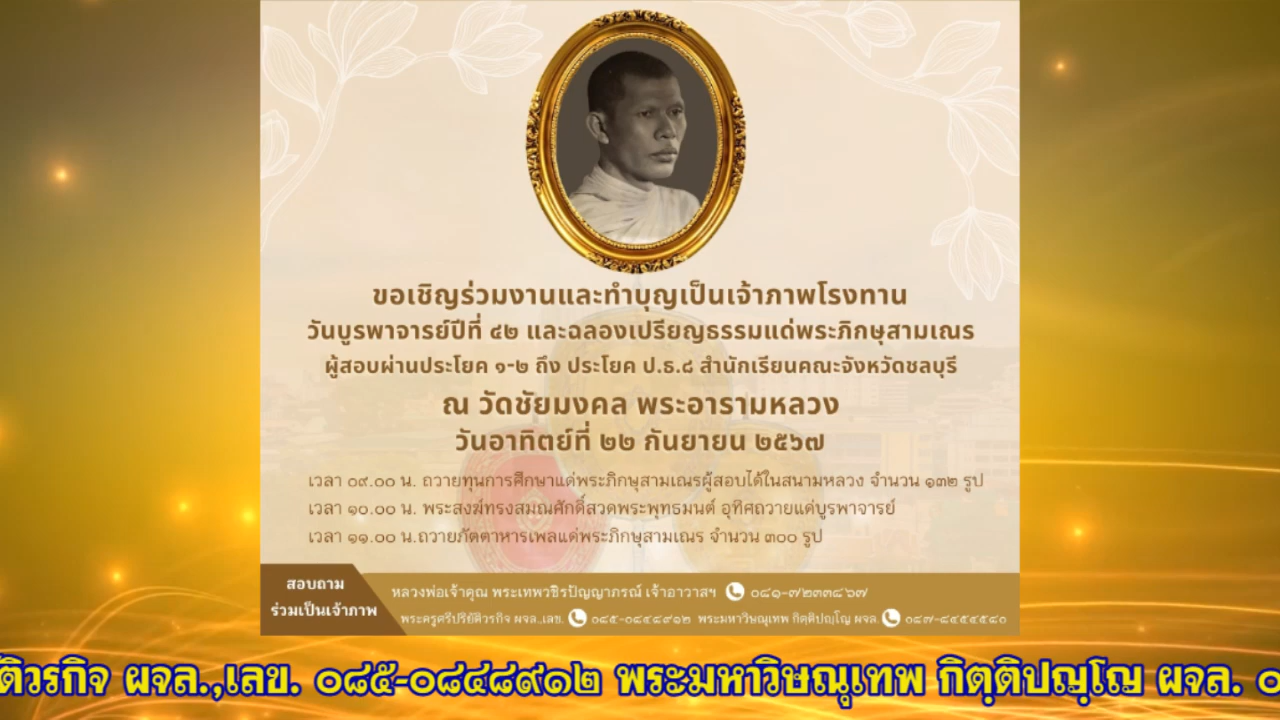 ขอเชิญร่วมงานและทำบุญเป็นเจ้าภาพโรงทาน
วันบูรพาจารย์ปีที่ ๔๒ และฉลองเปรียญธรรมแด่พระภิกษุสามเณร
ผู้สอบผ่านประโยค ๑-๒ ถึง ประโยค ป.ธ.๘ สำนักเรียนคณะจังหวัดชลบุรี
ณ วัดชัยมงคล พระอารามหลวง
วันอาทิตย์ที่ ๒๒ กันยายน ๒๕๖๗
เวลา ๐๙.๐๐ น. ถวายทุนการศึกษาแด่พระภิกษุสามเณรผู้สอบได้ในสนามหลวง จำนวน ๑๓๒ รูป
เวลา ๑๐.๐๐ น. พระสงฆ์ทรงสมณศักดิ์สวดพระพุทธมนต์ อุทิศถวายแด่บูรพาจารย์
เวลา ๑๑.๐๐ น.ถวายภัตตาหารเพลแด่พระภิกษุสามเณร จำนวน ๓๐๐ รูป
สอบถาม
ร่วมเป็นเจ้าภาพ
หลวงพ่อเจ้าคุณ พระเทพวชิรปัญญาภรณ์ เจ้าอาวาสฯ ๐๘๑-๗๒๓๓๘๖๗
พระครูศรีปริยัติวรกิจ ผจล.,เลข. ๐๘๕-๐๘๔๘๙๑๒ พระมหาวิษณุเทพ กิตฺติปญฺโญ ผจล. ๐๘๗-๘๔๕๔๕๘๐
ัติวรกิจ ผจล.,เลข. ๐๘๕-๐๘๔๘๙๑๒ พระมหาวิษณุเทพ กิตฺติปญฺโญ ผจล. ๐